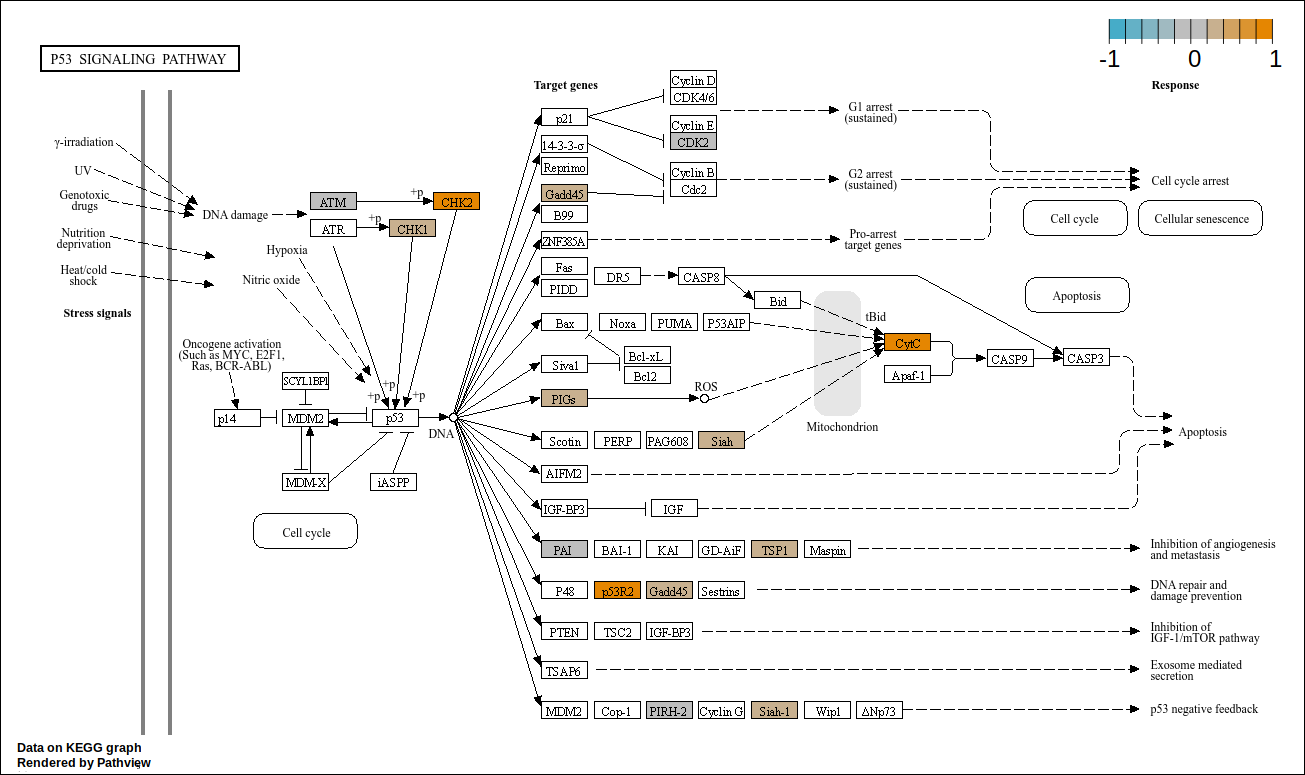 P53 SIGNALING PATHWAY
-1 0 1
Target genes
Response
Cyclin D
CDK4/6
p21
G1 arrest
(sustained)
Cyclin E
CDK2
γ-irradiation
14-3-3-σ
Reprimo
UV
Cyclin B
Cdc2
G2 arrest
(sustained)
Cell cycle arrest
Genotoxic
drugs
ATM
+p
CHK2
Gadd45
DNA damage
B99
Cell cycle
Cellular senescence
ATR
+p
CHK1
Nutrition
deprivation
ZNF385A
Pro-arrest
target genes
Hypoxia
Fas
Heat/cold
shock
Nitric oxide
PIDD
DR5
CASP8
Bid
Apoptosis
Stress signals
Bax
Noxa
PUMA
P53AIP
tBid
CytC
Oncogene activation
(Such as MYC, E2F1,
Ras, BCR-ABL)
Bcl-xL
Bcl2
Siva1
CASP9
CASP3
Apaf-1
SCYL1BP1
+p
+p
+p
PIGs
ROS
p14
MDM2
p53
DNA
Mitochondrion
Scotin
PERP
PAG608
Siah
Apoptosis
AIFM2
MDM-X
iASPP
IGF-BP3
IGF
Cell cycle
PAI
BAI-1
KAI
GD-AiF
TSP1
Maspin
Inhibition of angiogenesis
and metastasis
P48
p53R2
Gadd45
Sestrins
DNA repair and
damage prevention
PTEN
TSC2
IGF-BP3
Inhibition of
IGF-1/mTOR pathway
TSAP6
Exosome mediated
secretion
MDM2
Cop-1
PIRH-2
Cyclin G
Siah-1
Wip1
ΔNp73
p53 negative feedback
Data on KEGG graph
Rendered by Pathview